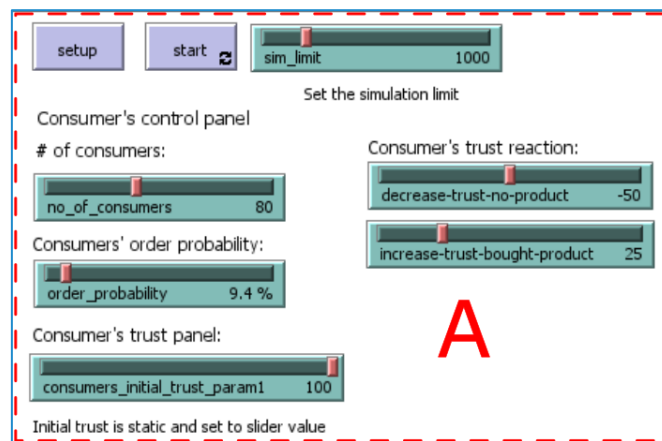 setup
start
sim_limit 1000
Set the simulation limit
Consumer's control panel
# of consumers:
no_of_consumers 80
Consumers' order probability:
order_probability 9.4 %
Consumer's trust panel:
consumers_initial_trust_param1 100
Initial trust is static and set to slider value
Consumer's trust reaction:
decrease-trust-no-product -50
increase-trust-bought-product 25
A